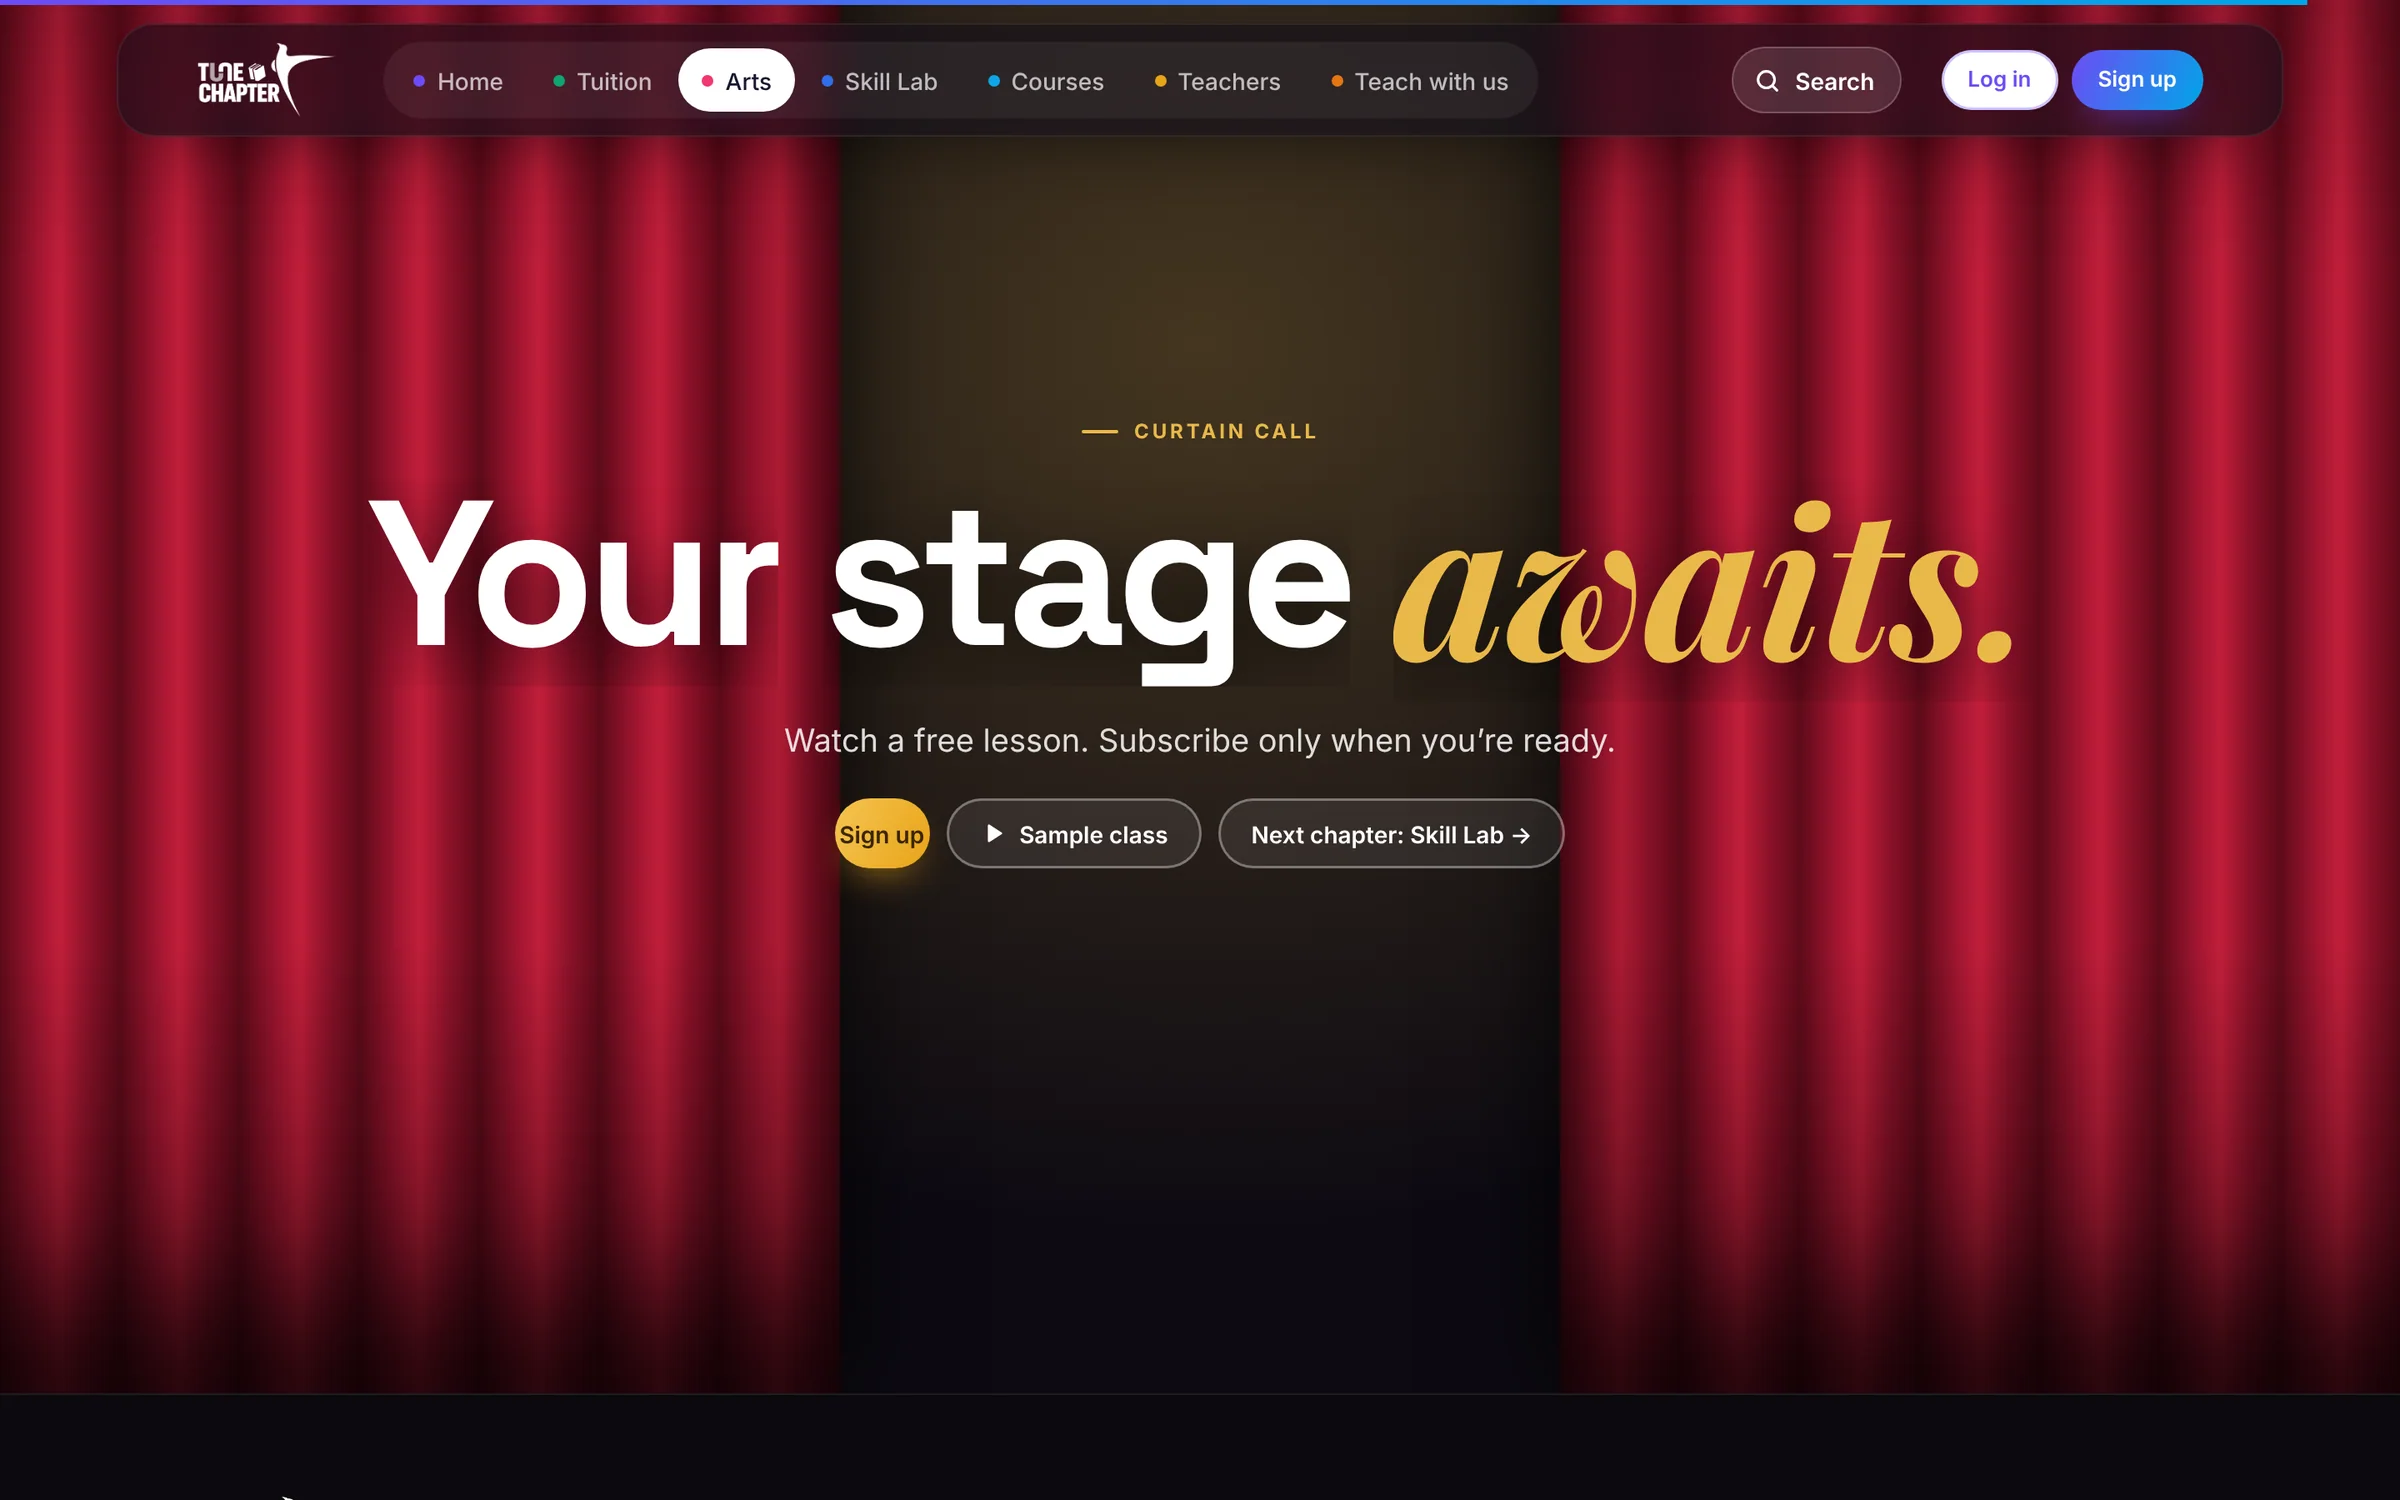 TUNE
CHAPTER
Home
Tuition
Arts
Skill Lab
Courses
Teachers
Teach with us
Search
Log in
Sign up
CURTAIN CALL
Your stage awaits.
Watch a free lesson. Subscribe only when you’re ready.
Sign up
Sample class
Next chapter: Skill Lab →